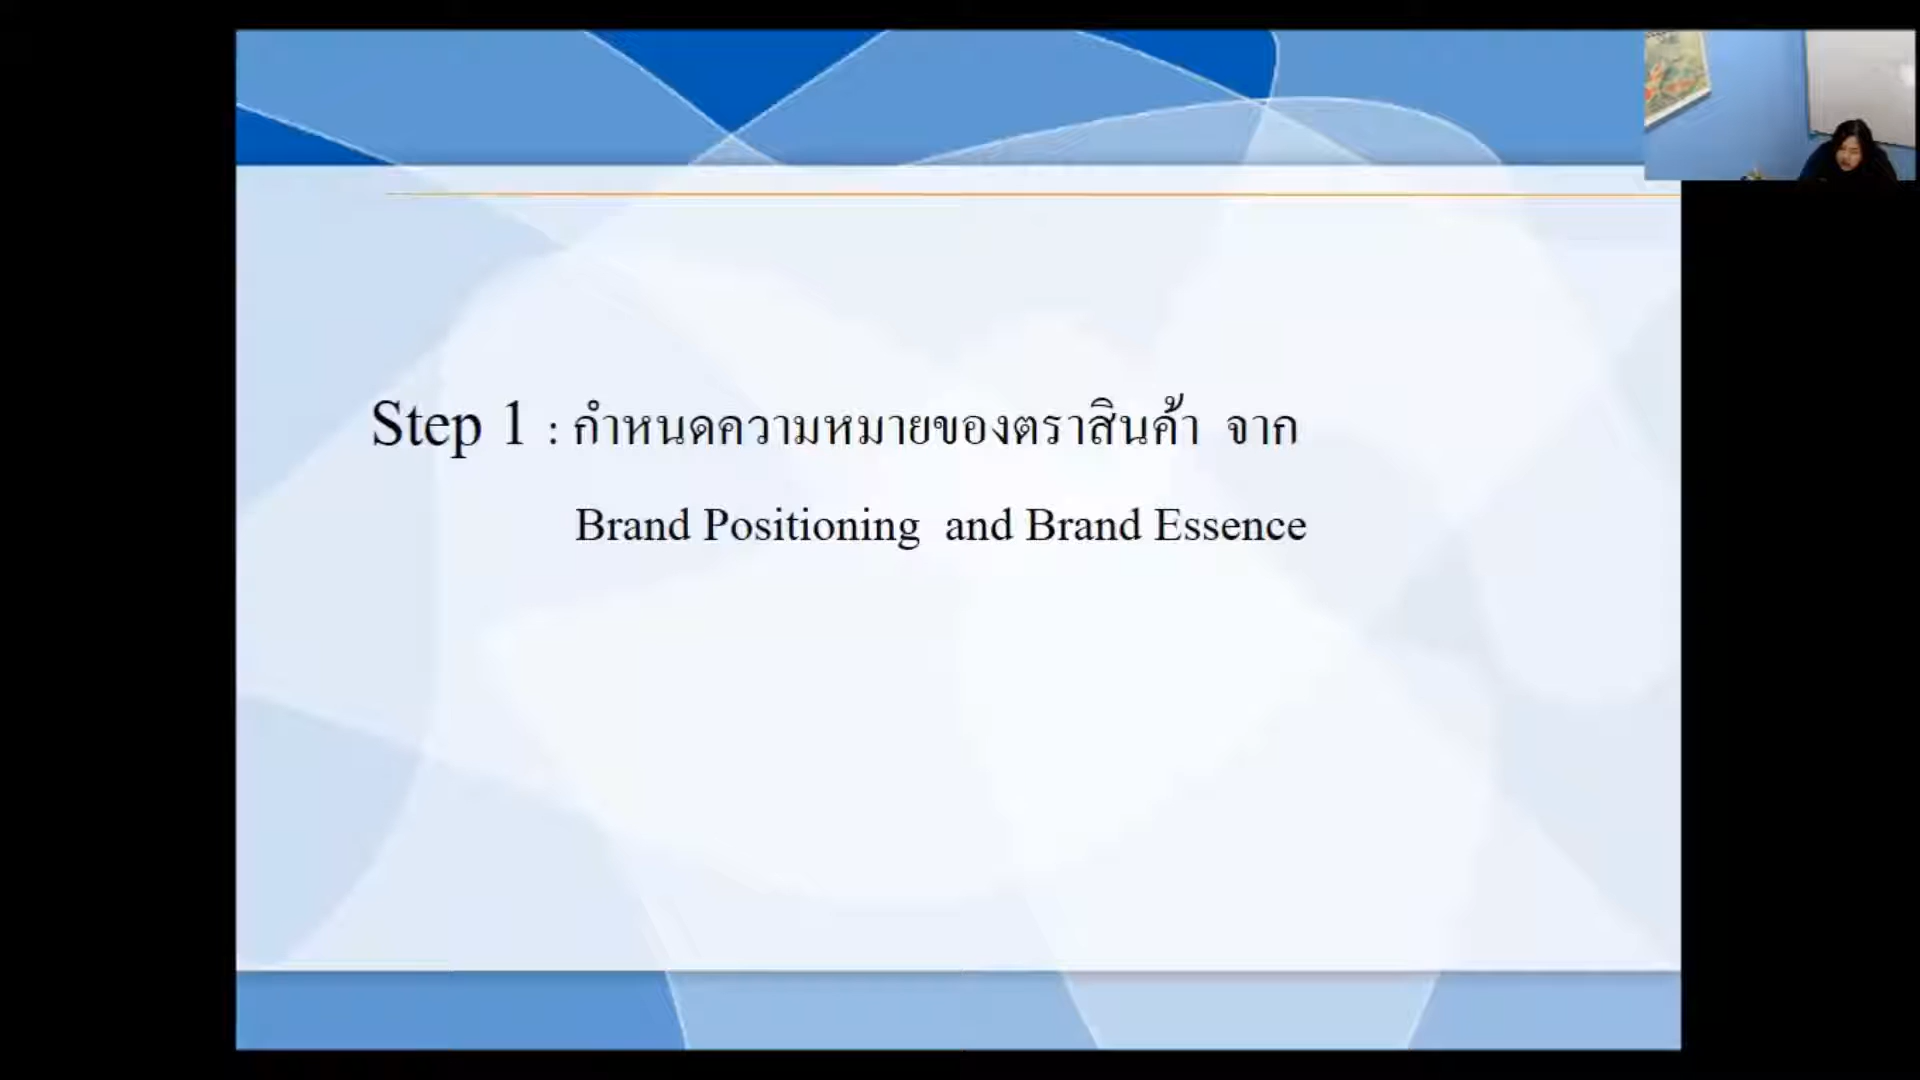 Step 1 : กำหนดความหมายของตราสินค้า จาก
Brand Positioning and Brand Essence